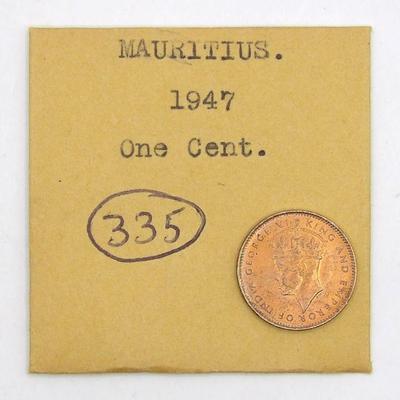 MAURITIUS.
1947
One Cent.
335
GEORGE VI KING AND EMPEROR OF INDIA